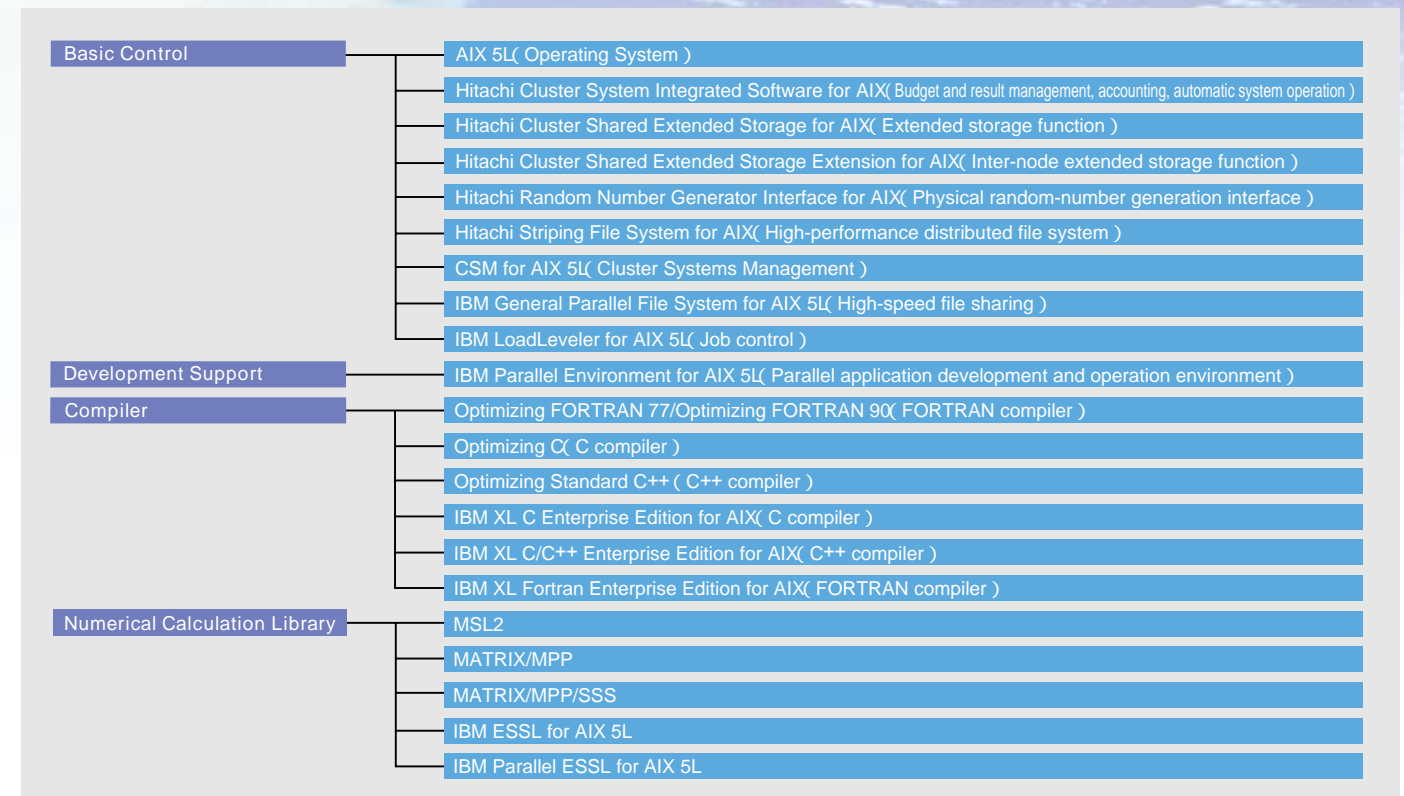 Basic Control
AIX 5L( Operating System )
Hitachi Cluster System Integrated Software for AIX( Budget and result management, accounting, automatic system operation )
Hitachi Cluster Shared Extended Storage for AIX( Extended storage function )
Hitachi Cluster Shared Extended Storage Extension for AIX( Inter-node extended storage function )
Hitachi Random Number Generator Interface for AIX( Physical random-number generation interface )
Hitachi Striping File System for AIX( High-performance distributed file system )
CSM for AIX 5L( Cluster Systems Management )
IBM General Parallel File System for AIX 5L( High-speed file sharing )
IBM LoadLeveler for AIX 5L( Job control )
Development Support
IBM Parallel Environment for AIX 5L( Parallel application development and operation environment )
Compiler
Optimizing FORTRAN 77/Optimizing FORTRAN 90( FORTRAN compiler )
Optimizing C( C compiler )
Optimizing Standard C++ ( C++ compiler )
IBM XL C Enterprise Edition for AIX( C compiler )
IBM XL C/C++ Enterprise Edition for AIX( C++ compiler )
IBM XL Fortran Enterprise Edition for AIX( FORTRAN compiler )
Numerical Calculation Library
MSL2
MATRIX/MPP
MATRIX/MPP/SSS
IBM ESSL for AIX 5L
IBM Parallel ESSL for AIX 5L